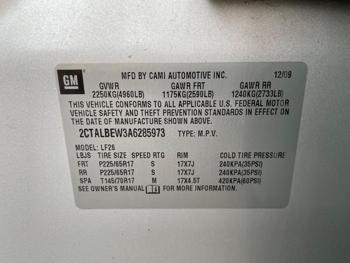 GM
MFD BY CAMI AUTOMOTIVE INC. 12/09
GVWR GAWR FRT GAWR RR
2250KG(4960LB) 1175KG(2590LB) 1240KG(2733LB)
THIS VEHICLE CONFORMS TO ALL APPLICABLE U.S. FEDERAL MOTOR
VEHICLE SAFETY, BUMPER, AND THEFT
PREVENTION STANDARDS IN EFFECT ON THE DATE OF
MANUFACTURE SHOWN ABOVE.
2CTALBEW3A6285973 TYPE: M.P.V.
MODEL: LF26
LBJS TIRE SIZE SPEED RTG RIM COLD TIRE PRESSURE
FRT P225/65R17 S 17X7J 240KPA(35PSI)
RR P225/65R17 S 17X7J 240KPA(35PSI)
SPA T145/70R17 M 17X4.5T 420KPA(60PSI)
SEE OWNER'S MANUAL FOR MORE INFORMATION.